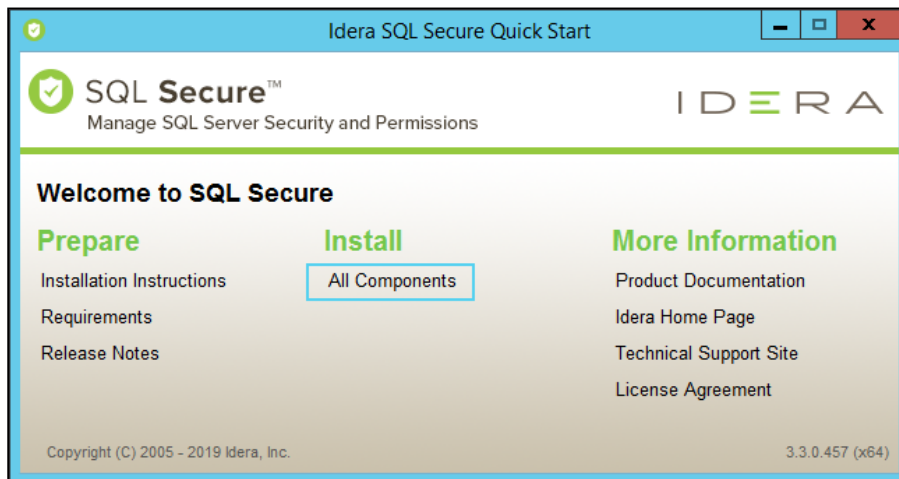 Idera SQL Secure Quick Start
SQL Secure™
Manage SQL Server Security and Permissions
IDERA
Welcome to SQL Secure
Prepare
Installation Instructions
Requirements
Release Notes
Install
All Components
More Information
Product Documentation
Idera Home Page
Technical Support Site
License Agreement
Copyright (C) 2005 - 2019 Idera, Inc.
3.3.0.457 (x64)